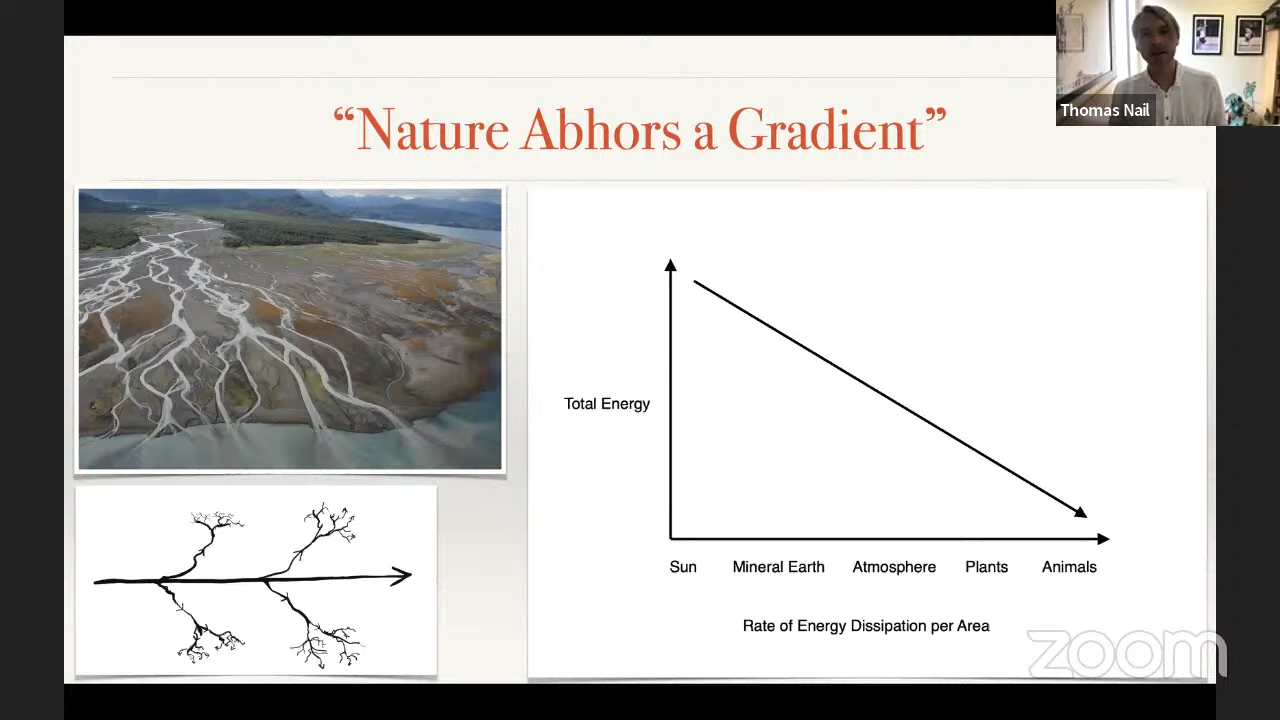 Thomas Nail
“Nature Abhors a Gradient”
Total Energy
Sun Mineral Earth Atmosphere Plants Animals
Rate of Energy Dissipation per Area
zoom